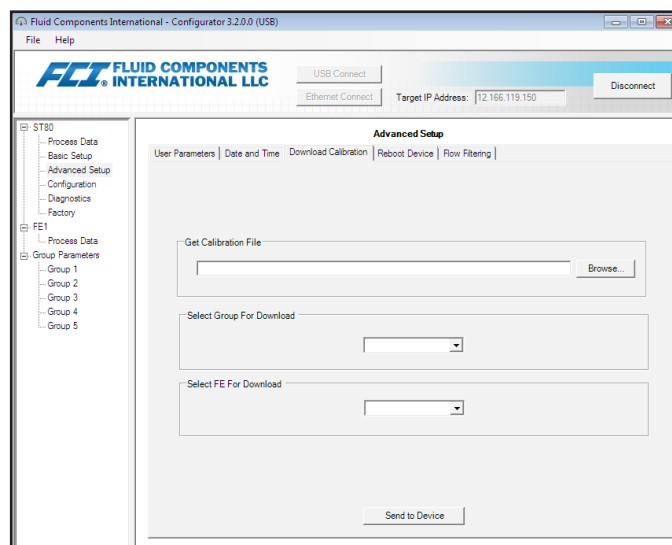 Fluid Components International - Configurator 3.2.0.0 (USB)
File Help
FCI FLUID COMPONENTS
® INTERNATIONAL LLC
USB Connect
Ethernet Connect
Target IP Address: 12.166.119.150
Disconnect
ST80
Process Data
Basic Setup
Advanced Setup
Configuration
Diagnostics
Factory
FE1
Process Data
Group Parameters
Group 1
Group 2
Group 3
Group 4
Group 5
Advanced Setup
User Parameters Date and Time Download Calibration Reboot Device Flow Filtering
Get Calibration File
Browse...
Select Group For Download
Select FE For Download
Send to Device